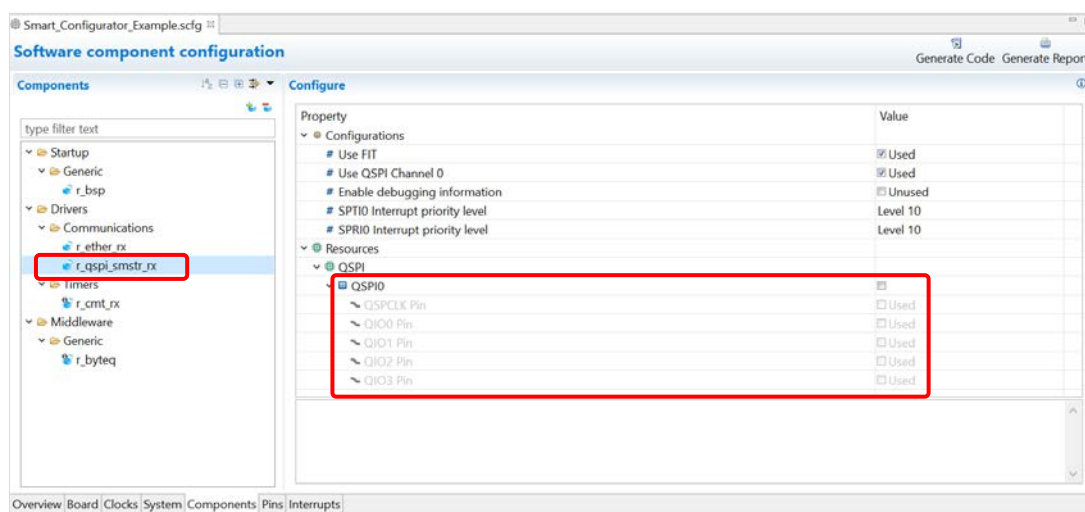 Smart_Configurator_Example.scfg
Software component configuration
Generate Code Generate Repor
Components
Configure
type filter text
Startup
Generic
r_bsp
Drivers
Communications
r_ether_rx
r_qspi_smstr_rx
Timers
r_cmt_rx
Middleware
Generic
r_byteq
Property Value
Configurations
# Use FIT Used
# Use QSPI Channel 0 Used
# Enable debugging information Unused
# SPTI0 Interrupt priority level Level 10
# SPRI0 Interrupt priority level Level 10
Resources
QSPI
QSPI0
QSPCLK Pin Used
QIO0 Pin Used
QIO1 Pin Used
QIO2 Pin Used
QIO3 Pin Used
Overview Board Clocks System Components Pins Interrupts